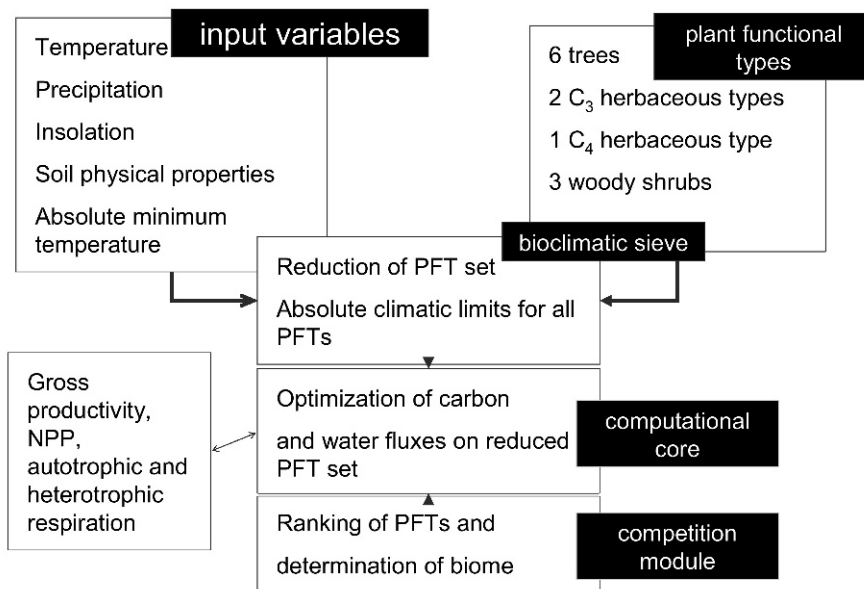 input variables
Temperature
Precipitation
Insolation
Soil physical properties
Absolute minimum
temperature
plant functional
types
6 trees
2 C₃ herbaceous types
1 C₄ herbaceous type
3 woody shrubs
bioclimatic sieve
Reduction of PFT set
Absolute climatic limits for all
PFTs
Gross
productivity,
NPP,
autotrophic and
heterotrophic
respiration
Optimization of carbon
and water fluxes on reduced
PFT set
computational
core
Ranking of PFTs and
determination of biome
competition
module